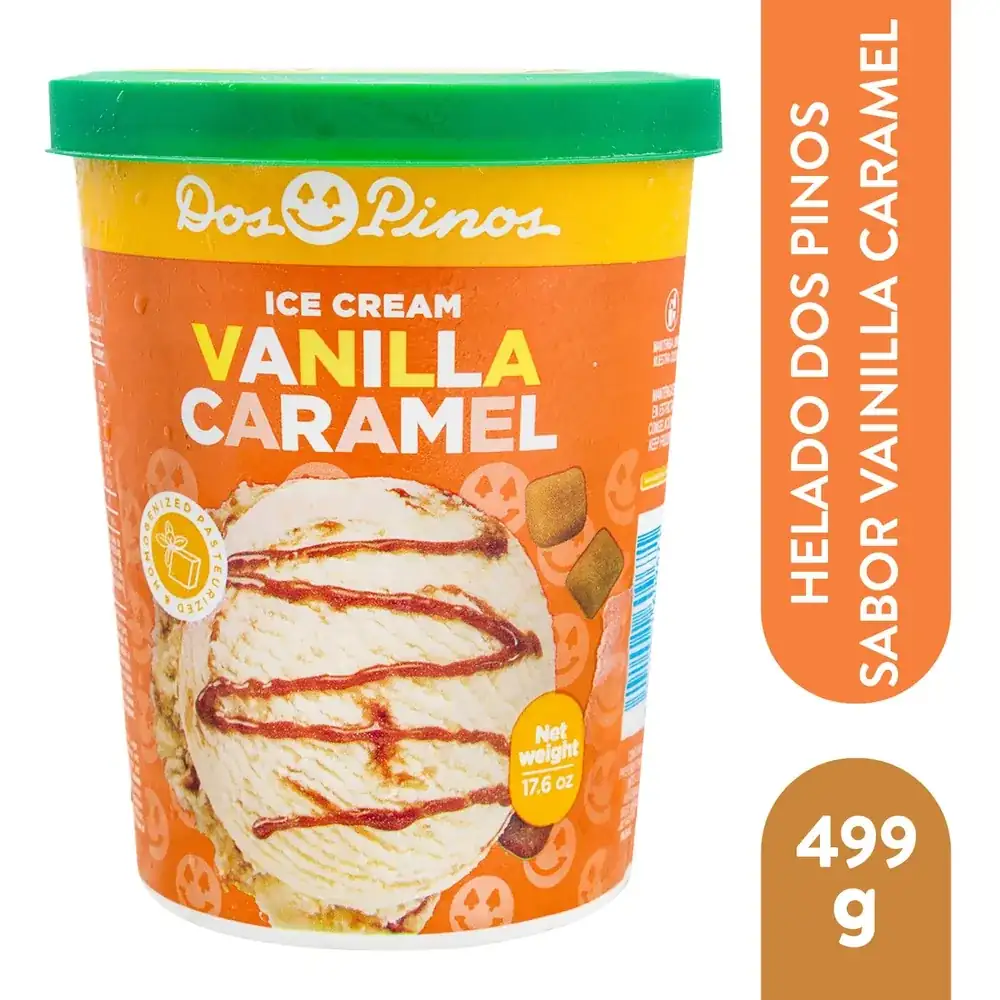 Dos Pinos
ICE CREAM
VANILLA
CARAMEL
HOMOGENIZED PASTEURIZED &
Net
weight
17.6 oz
HELADO DOS PINOS
SABOR VAINILLA CARAMEL
499
g